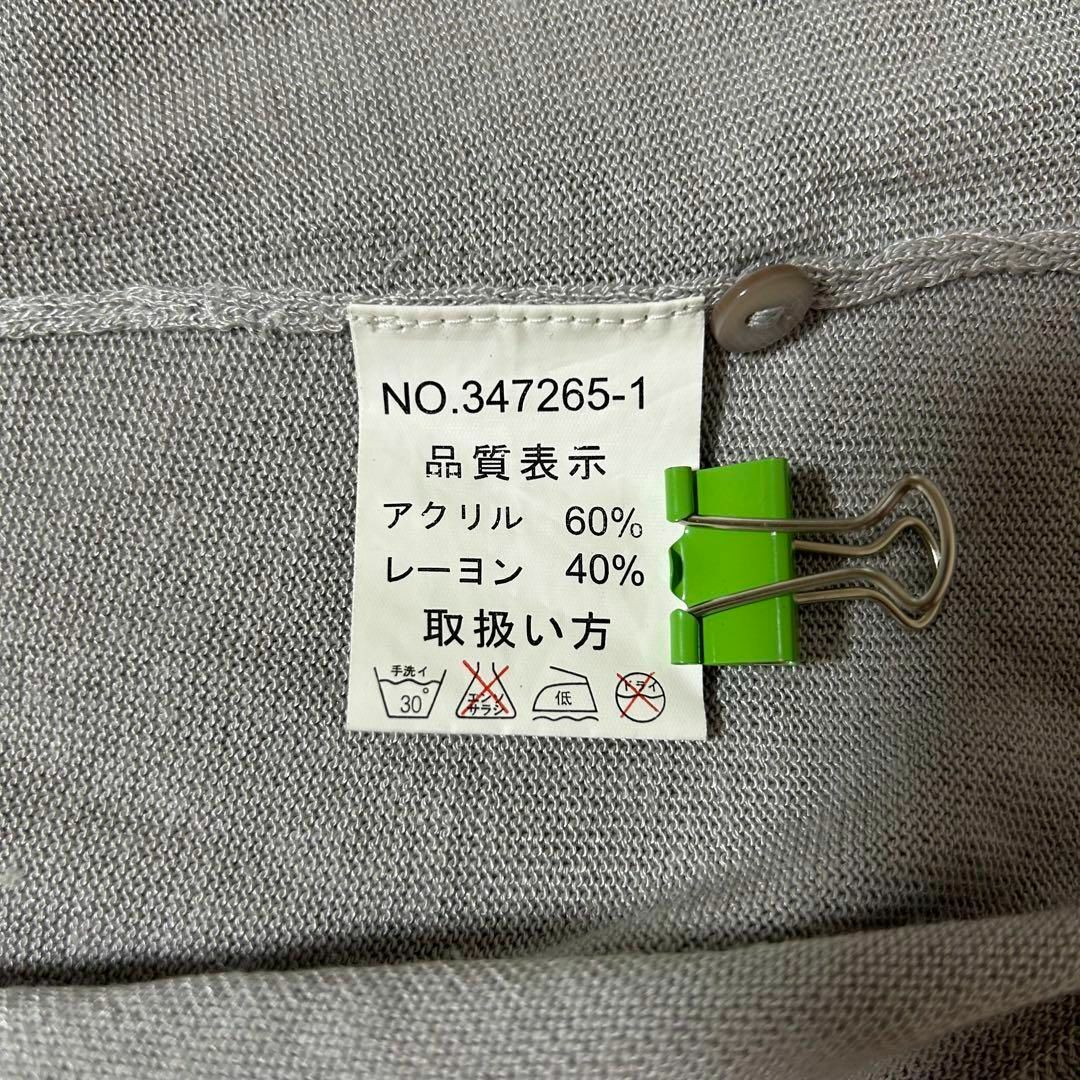 NO.347265-1
品質表示
アクリル 60%
レーヨン 40%
取扱い方
手洗イ
30°
エンソ
サラシ
低
ドライ